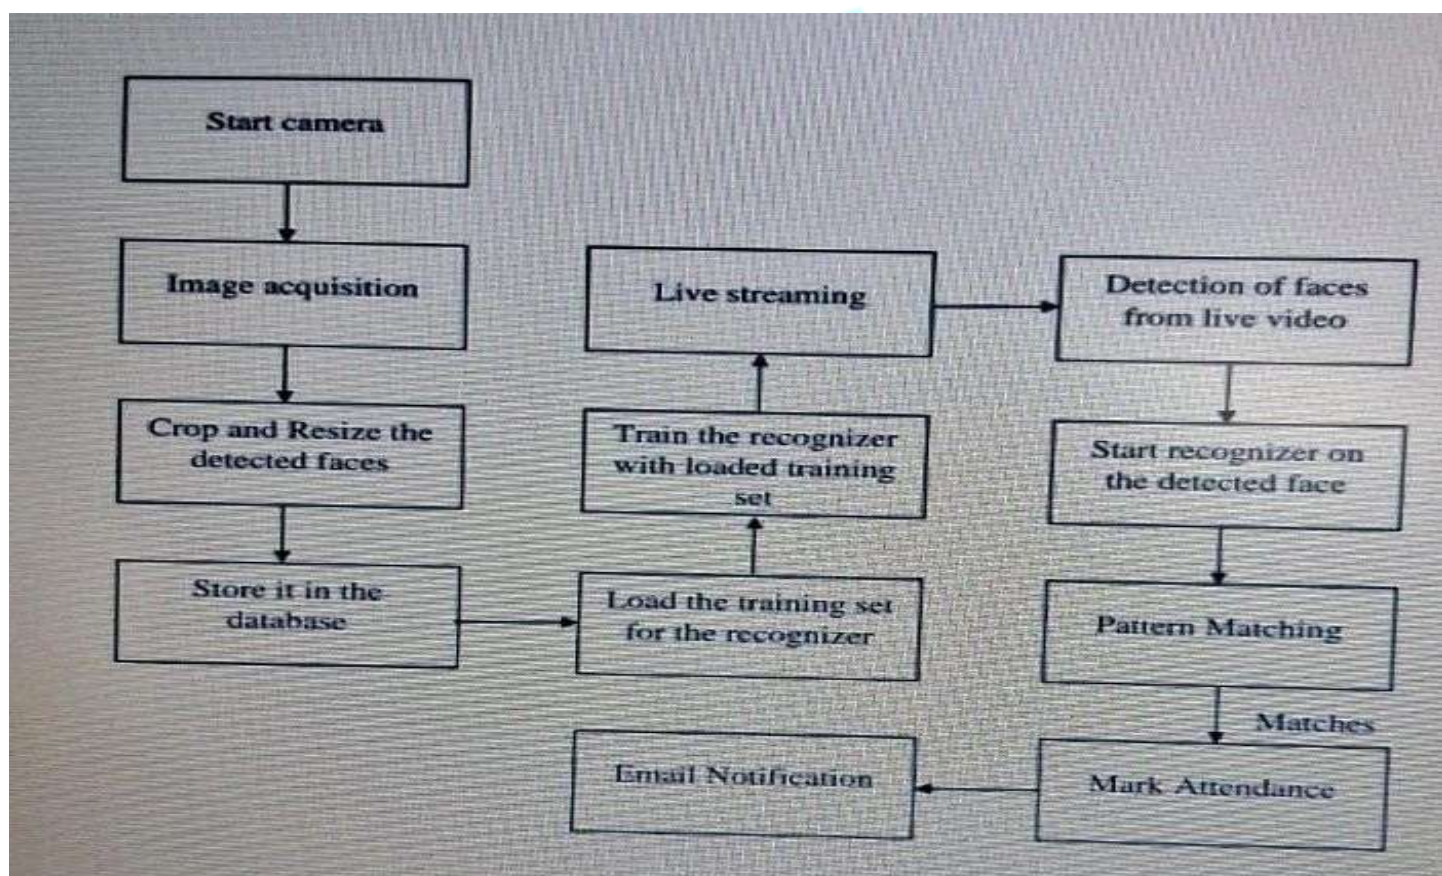 Start camera
Image acquisition
Crop and Resize the
detected faces
Store it in the
database
Load the training set
for the recognizer
Train the recognizer
with loaded training
set
Live streaming
Detection of faces
from live video
Start recognizer on
the detected face
Pattern Matching
Matches
Mark Attendance
Email Notification